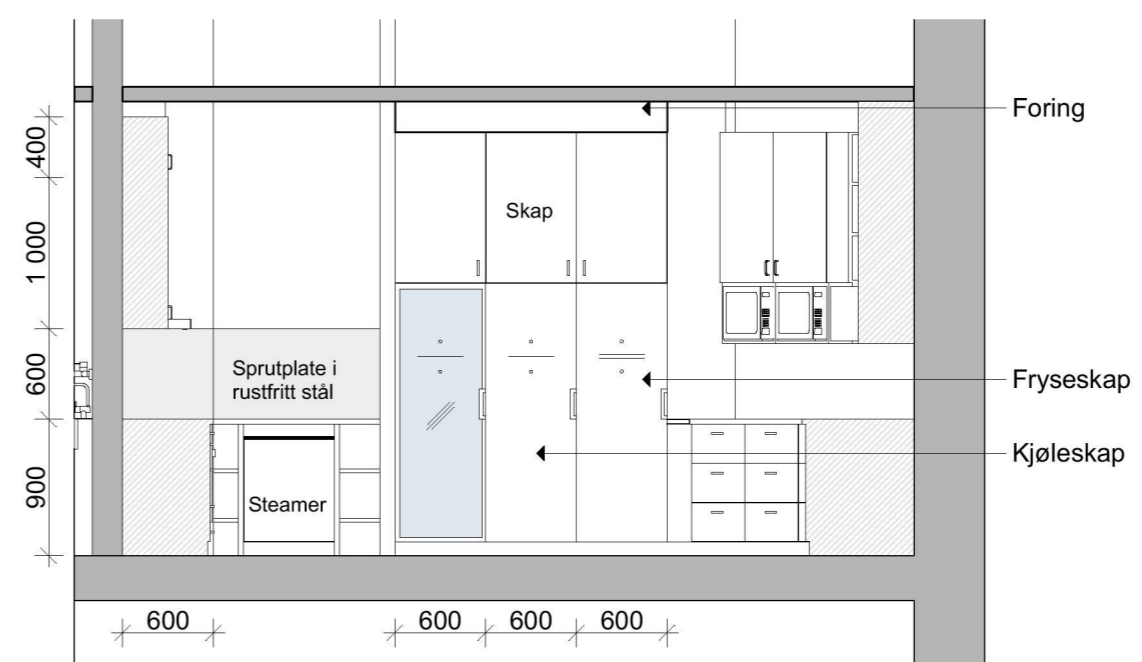 Foring
400
1 000
Skap
600
Sprutplate i
rustfritt stål
Fryseskap
Kjøleskap
900
Steamer
600
600
600
600